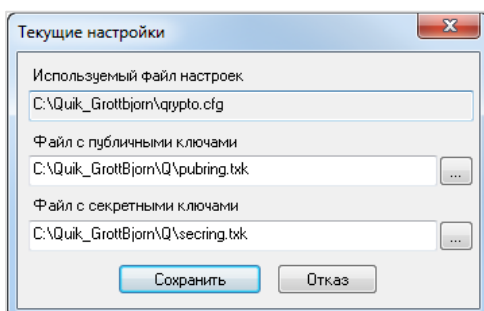 Текущие настройки
Используемый файл настроек
C:\Quik_Grottbjorn\qrypto.cfg
Файл с публичными ключами
C:\Quik_GrottBjorn\Q\pubring.txk
...
Файл с секретными ключами
C:\Quik_GrottBjorn\Q\secring.txk
...
Сохранить
Отказ